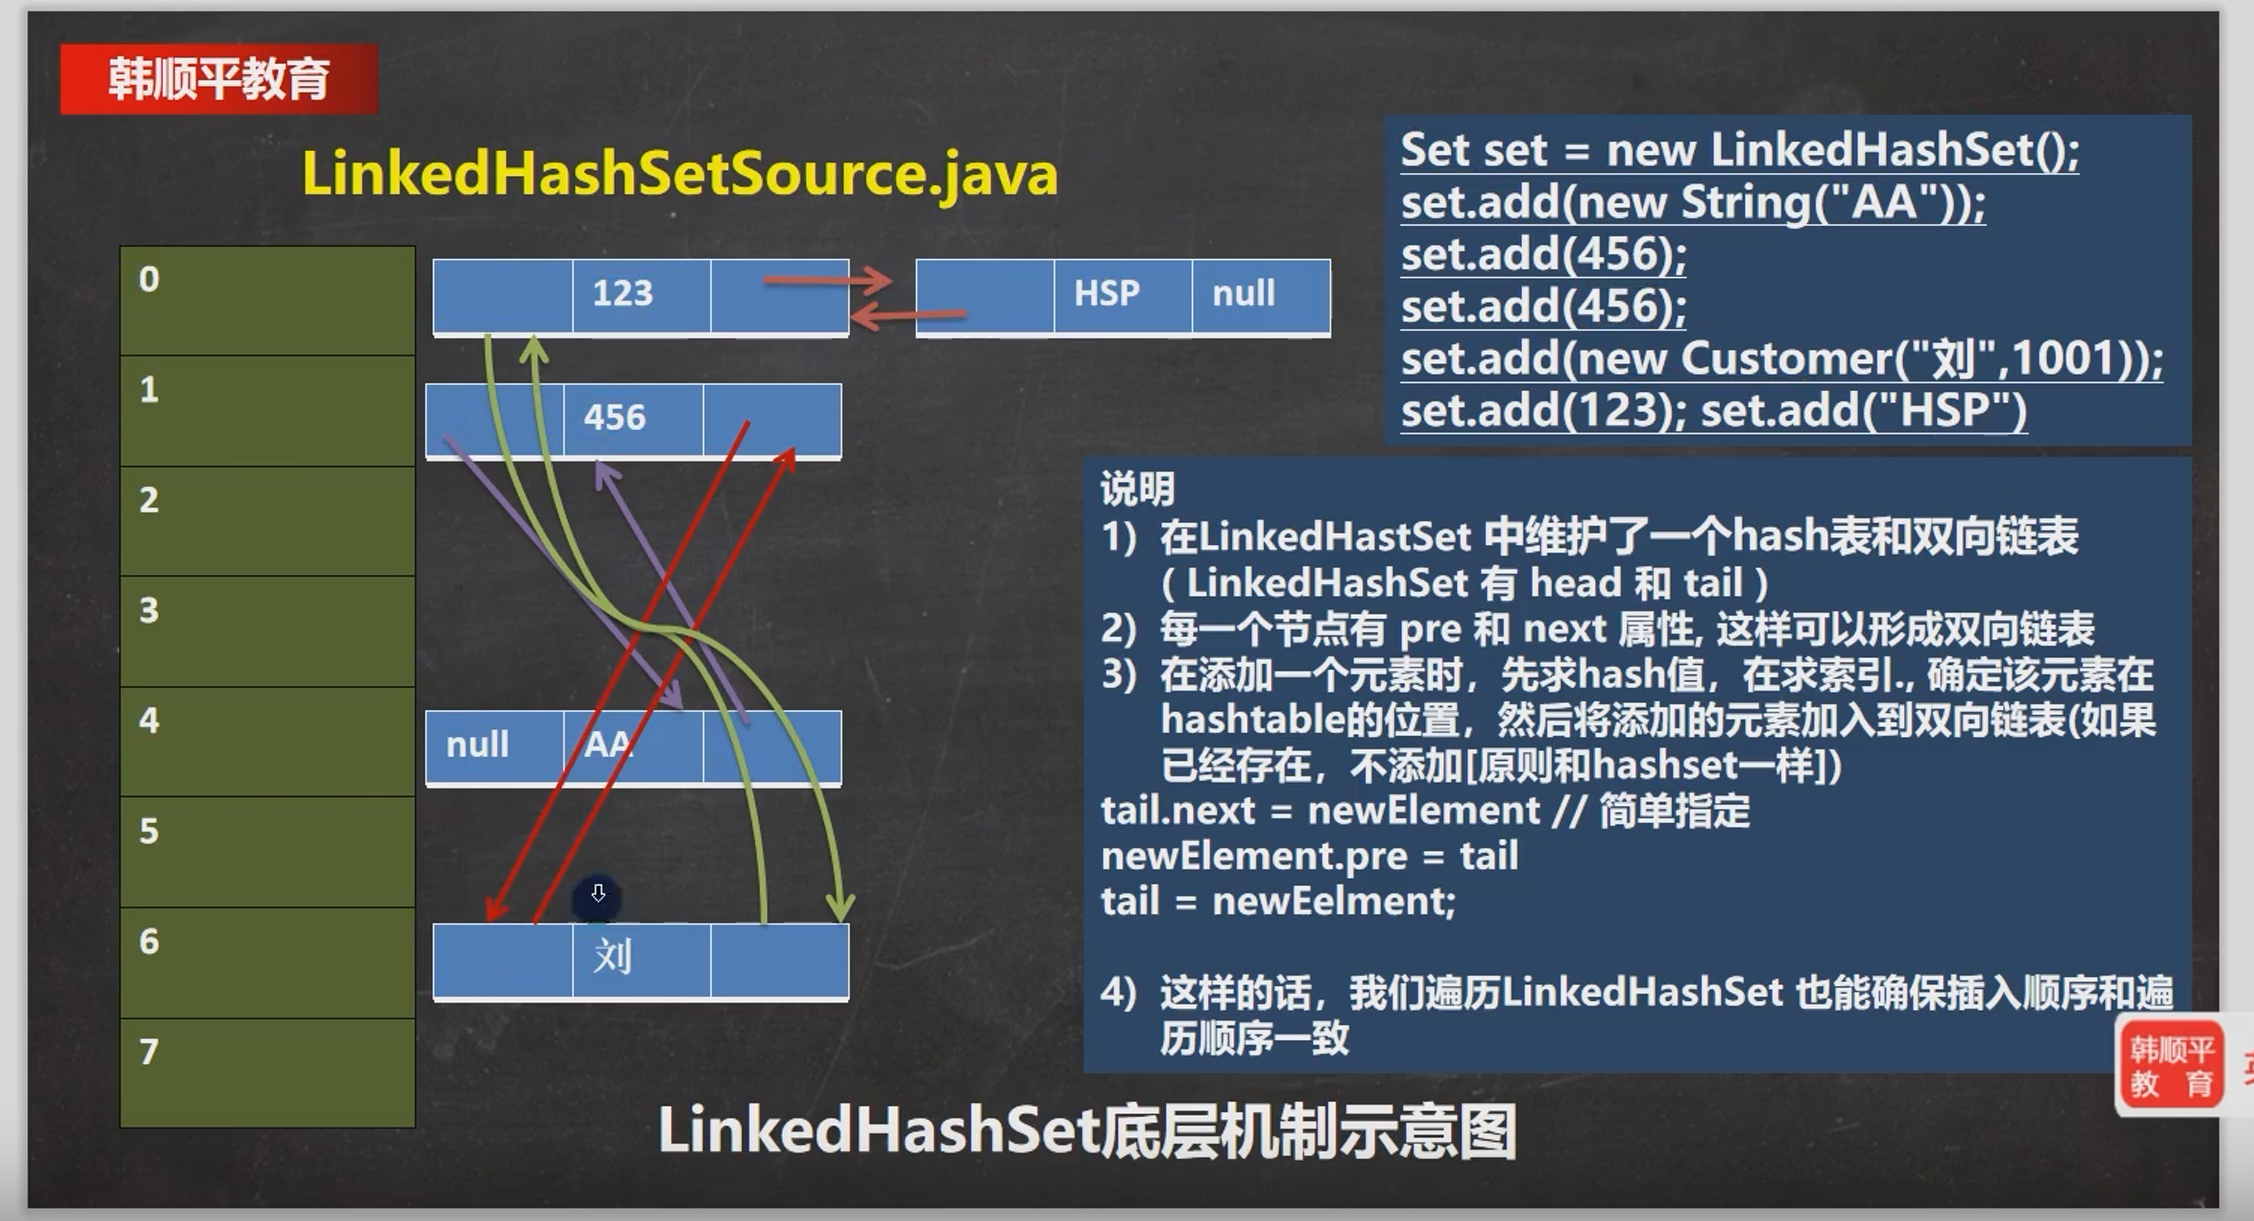 韩顺平教育
LinkedHashSetSource.java
0
1
2
3
4
5
6
7
123
HSP
null
456
null
AA
刘
Set set = new LinkedHashSet();
set.add(new String("AA"));
set.add(456);
set.add(456);
set.add(new Customer("刘",1001));
set.add(123); set.add("HSP")
说明
1) 在LinkedHastSet 中维护了一个hash表和双向链表
( LinkedHashSet 有 head 和 tail )
2) 每一个节点有 pre 和 next 属性, 这样可以形成双向链表
3) 在添加一个元素时，先求hash值，在求索引., 确定该元素在
hashtable的位置，然后将添加的元素加入到双向链表(如果
已经存在，不添加[原则和hashset一样])
tail.next = newElement // 简单指定
newElement.pre = tail
tail = newEelment;
4) 这样的话，我们遍历LinkedHashSet 也能确保插入顺序和遍
历顺序一致
韩顺平
教 育
LinkedHashSet底层机制示意图